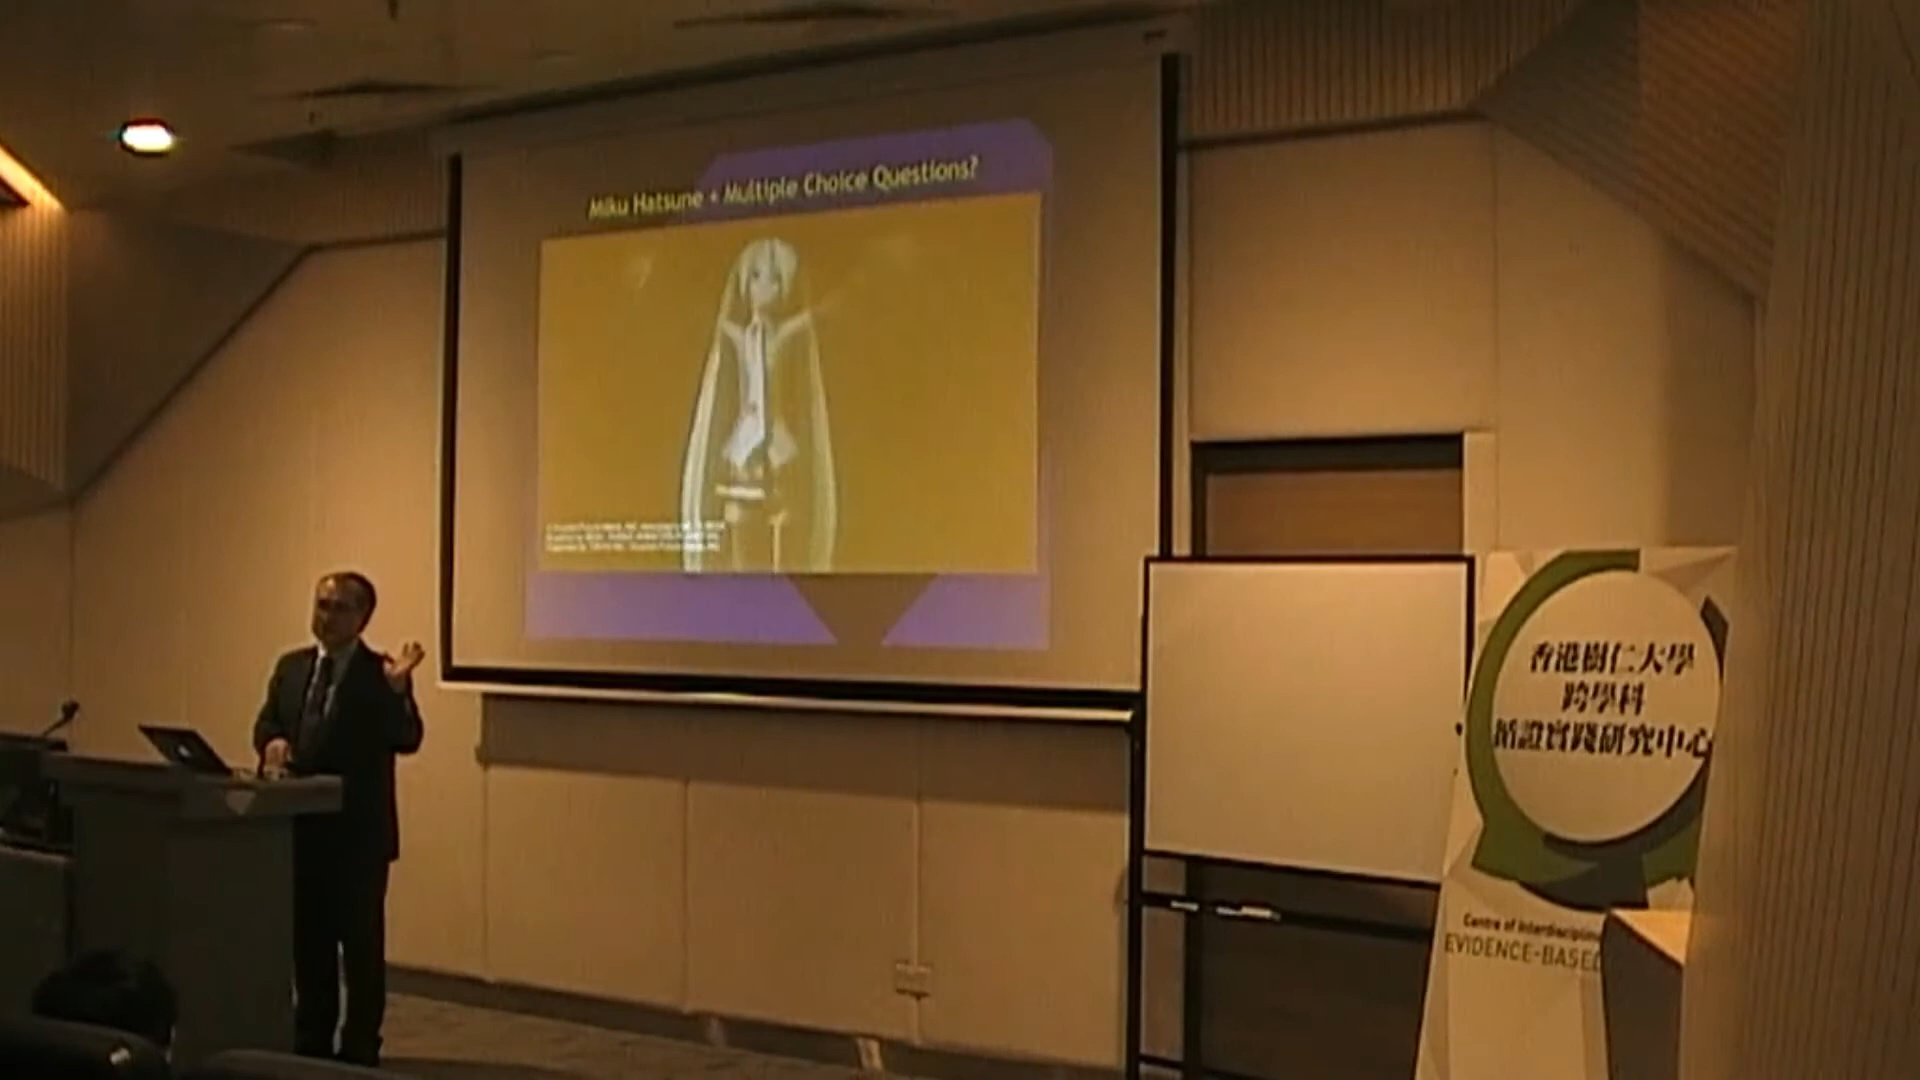 Miku Hatsune + Multiple Choice Questions?
香港樹仁大學
跨學科
循證實踐研究中心
Centre of Interdisciplin
EVIDENCE-BASED